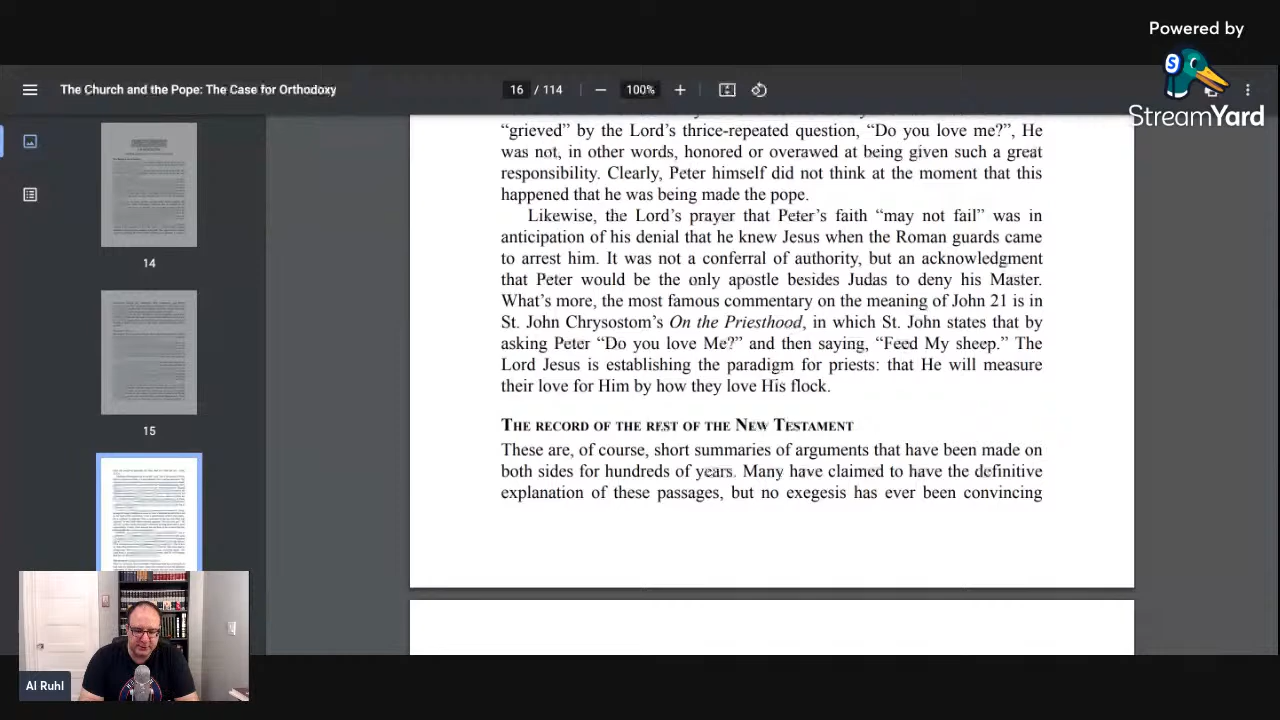 Powered by
StreamYard
The Church and the Pope: The Case for Orthodoxy
16 / 114
100%
“grieved” by the Lord’s thrice-repeated question, “Do you love me?”, He
was not, in other words, honored or overawed at being given such a great
responsibility. Clearly, Peter himself did not think at the moment that this
happened that he was being made the pope.
Likewise, the Lord’s prayer that Peter’s faith “may not fail” was in
anticipation of his denial that he knew Jesus when the Roman guards came
to arrest him. It was not a conferral of authority, but an acknowledgment
that Peter would be the only apostle besides Judas to deny his Master.
What’s more, the most famous commentary on the meaning of John 21 is in
St. John Chrysostom’s On the Priesthood, in which St. John states that by
asking Peter “Do you love Me?” and then saying, “Feed My sheep.” The
Lord Jesus is establishing the paradigm for priests: that He will measure
their love for Him by how they love His flock.
THE RECORD OF THE REST OF THE NEW TESTAMENT
These are, of course, short summaries of arguments that have been made on
both sides for hundreds of years. Many have claimed to have the definitive
explanation of these passages, but no exegesis has ever been convincing
14
15
Al Ruhl